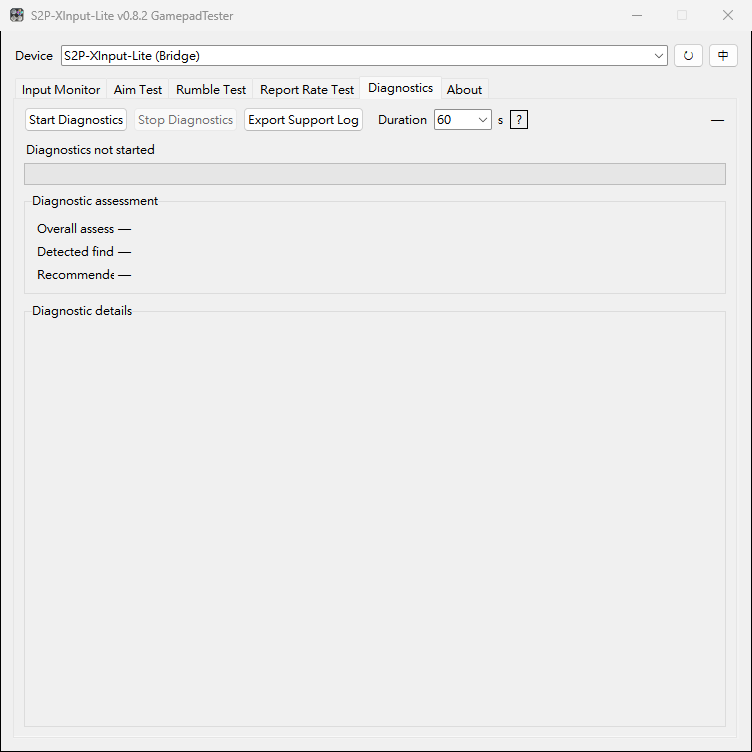 S2P-XInput-Lite v0.8.2 GamepadTester
Device S2P-XInput-Lite (Bridge) 中
Input Monitor Aim Test Rumble Test Report Rate Test Diagnostics About
Start Diagnostics Stop Diagnostics Export Support Log Duration 60 s ? —
Diagnostics not started
Diagnostic assessment
Overall assess —
Detected find —
Recommende —
Diagnostic details